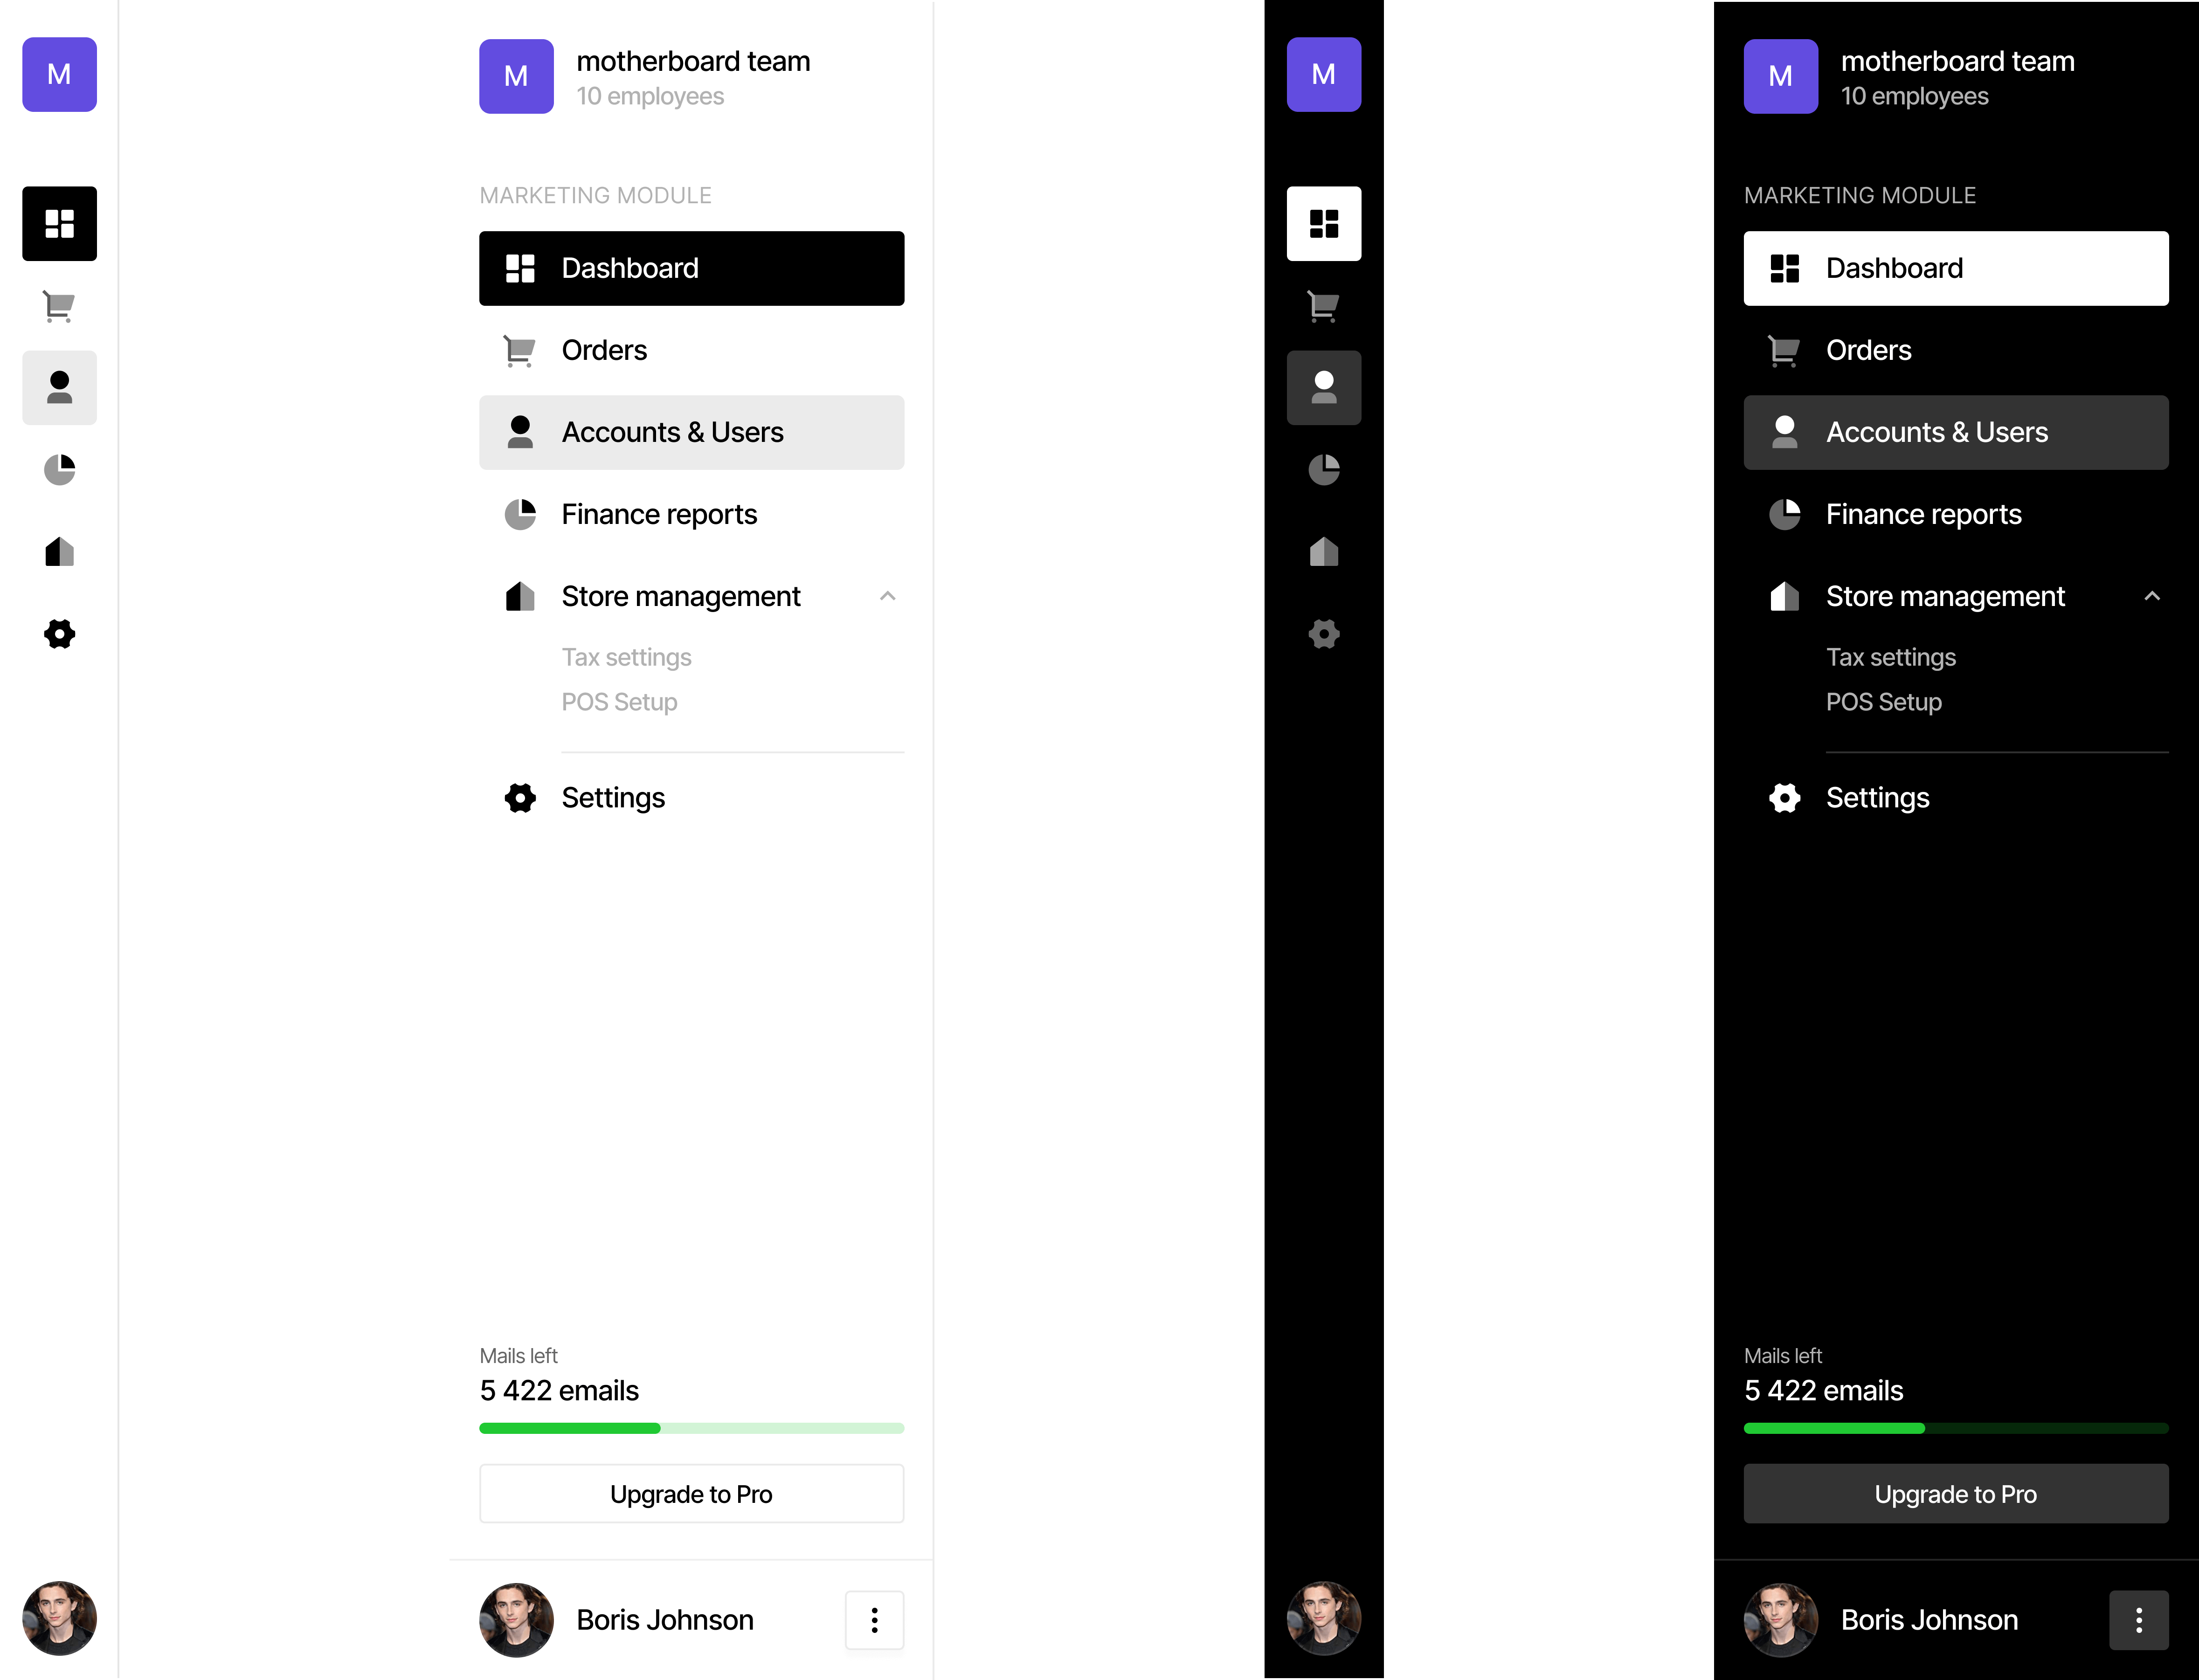 M
M
motherboard team
10 employees
MARKETING MODULE
Dashboard
Orders
Accounts & Users
Finance reports
Store management
Tax settings
POS Setup
Settings
Mails left
5 422 emails
Upgrade to Pro
Boris Johnson
M
M
motherboard team
10 employees
MARKETING MODULE
Dashboard
Orders
Accounts & Users
Finance reports
Store management
Tax settings
POS Setup
Settings
Mails left
5 422 emails
Upgrade to Pro
Boris Johnson